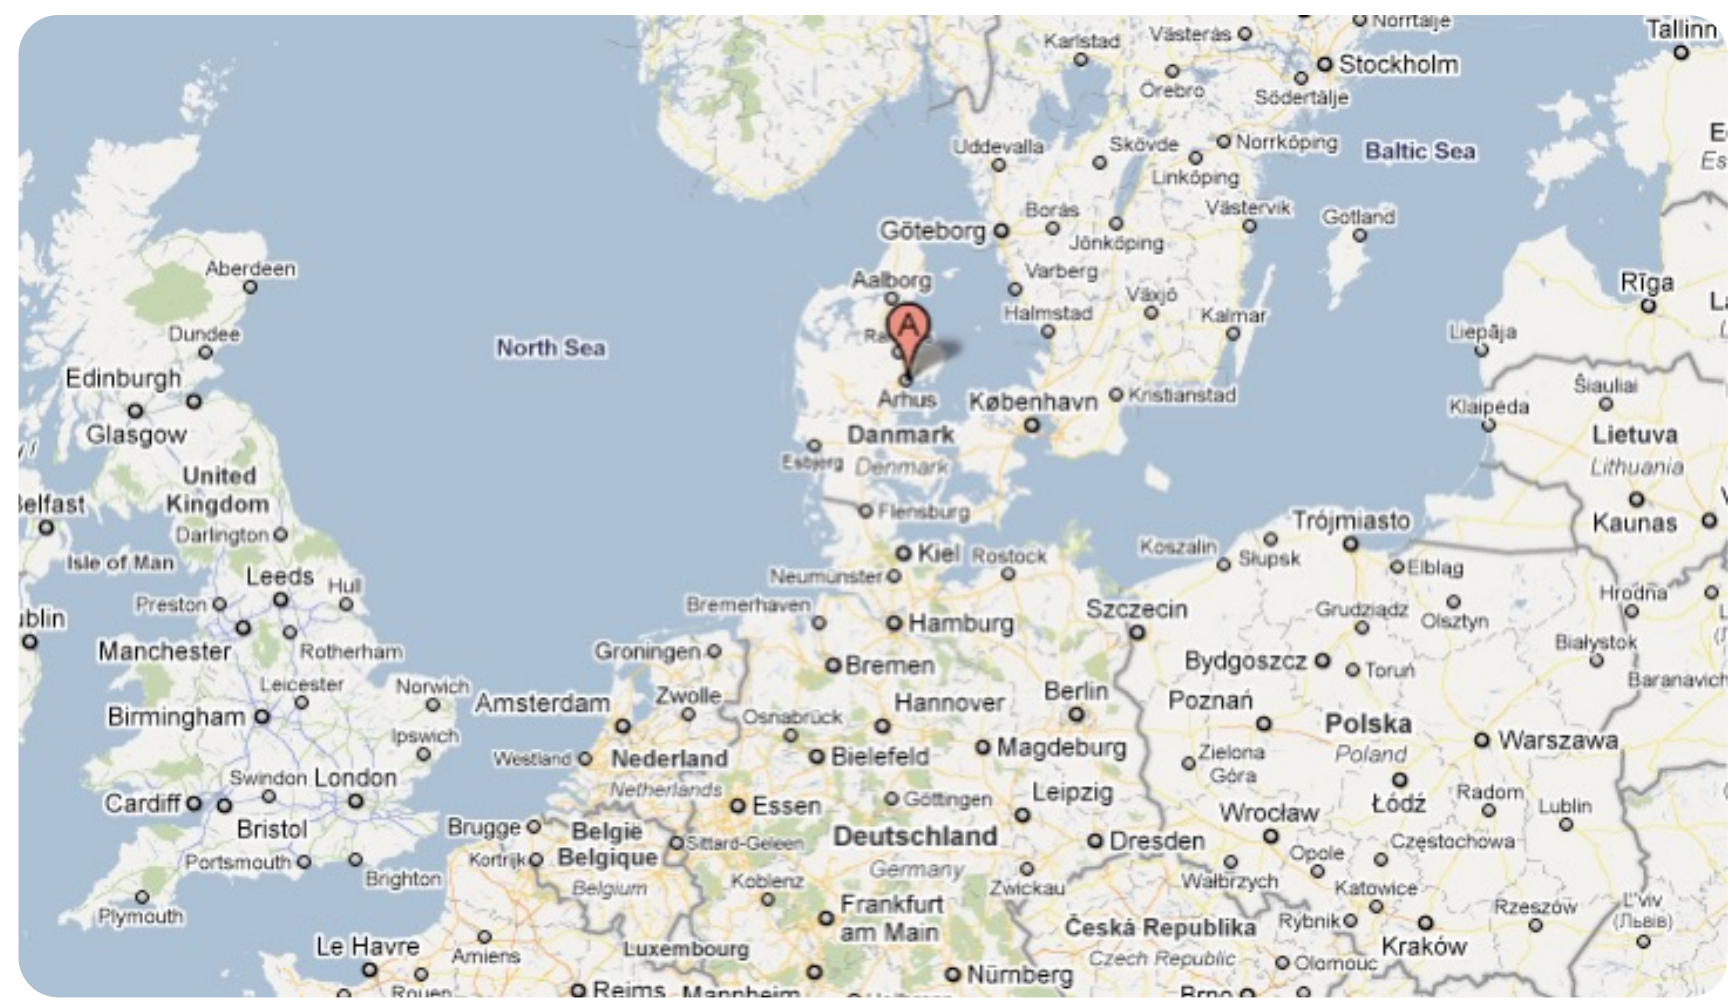 Norrtälje
Tallinn
Karlstad
Västerås
Stockholm
Örebro
Södertälje
Uddevalla
Skövde
Norrköping
Baltic Sea
Linköping
Göteborg
Borås
Västervik
Gotland
Jönköping
Aberdeen
Aalborg
Varberg
Rīga
Växjö
Halmstad
Kalmar
Dundee
A
North Sea
Liepāja
Edinburgh
Arhus
København
Kristianstad
Šiauliai
Klaipėda
Glasgow
Danmark
Denmark
Esbjerg
Lietuva
Lithuania
United
Kingdom
Belfast
Flensburg
Trójmiasto
Kaunas
Darlington
Isle of Man
Kiel
Rostock
Koszalin
Słupsk
Elbląg
Leeds
Hull
Neumünster
Hrodna
Preston
Bremerhaven
Szczecin
Grudziądz
Olsztyn
Hamburg
Manchester
Rotherham
Groningen
Bremen
Bydgoszcz
Toruń
Białystok
Baranavich
Leicester
Norwich
Amsterdam
Zwolle
Hannover
Berlin
Poznań
Birmingham
Osnabrück
Polska
Poland
Warszawa
Ipswich
Westland
Nederland
Netherlands
Bielefeld
Magdeburg
Zielona
Góra
Swindon
London
Cardiff
Essen
Göttingen
Leipzig
Wrocław
Łódź
Radom
Lublin
Bristol
Brugge
België
Belgique
Belgium
Sittard-Geleen
Deutschland
Germany
Dresden
Częstochowa
Portsmouth
Brighton
Kortrijk
Koblenz
Zwickau
Wałbrzych
Opole
Katowice
Plymouth
Frankfurt
am Main
Česká Republika
Czech Republic
Rybnik
Kraków
Rzeszów
L'viv
(Львів)
Le Havre
Amiens
Luxembourg
Nürnberg
Olomouc
Rouen
Reims
Mannheim
Brno